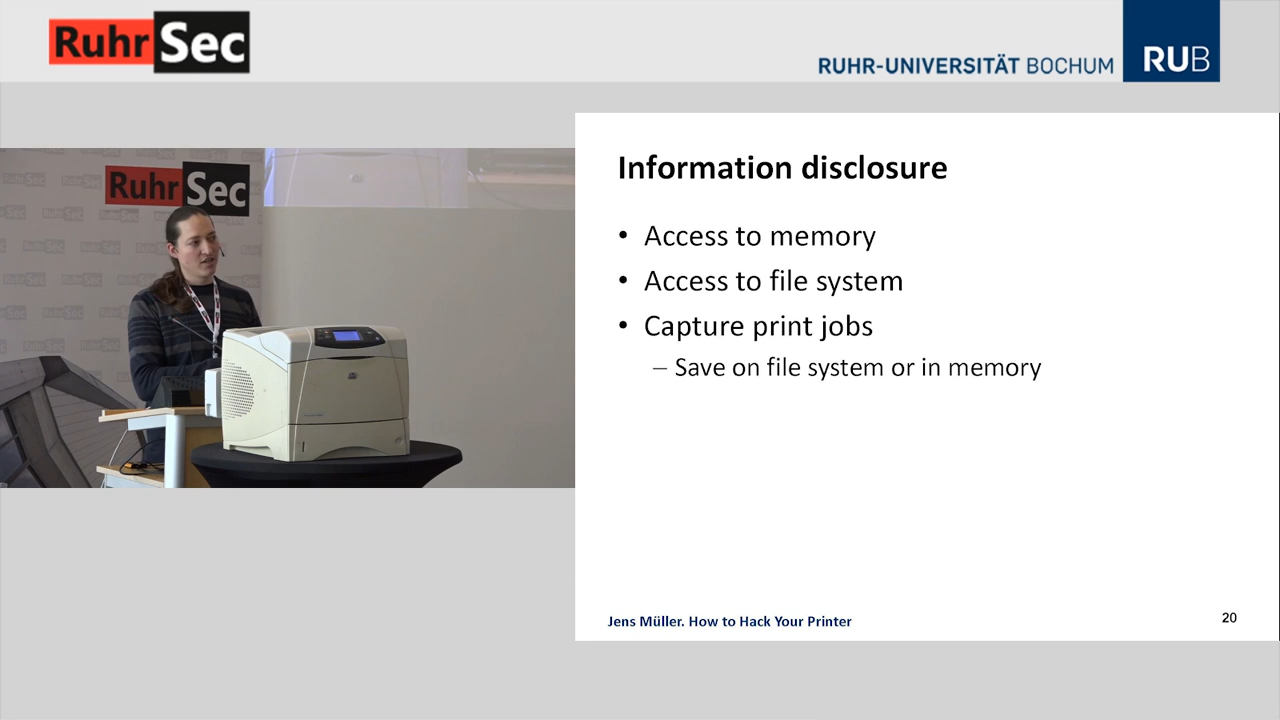 RuhrSec
RUHR-UNIVERSITÄT BOCHUM
RUB
RuhrSec
Information disclosure
• Access to memory
• Access to file system
• Capture print jobs
– Save on file system or in memory
Jens Müller. How to Hack Your Printer
20